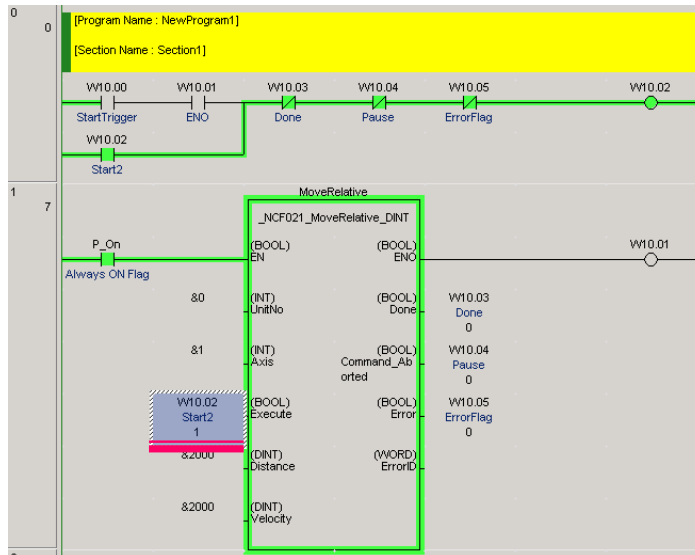 0
0
[Program Name : NewProgram1]
[Section Name : Section1]
W10.00 W10.01 W10.03 W10.04 W10.05 W10.02
StartTrigger ENO Done Pause ErrorFlag
W10.02
Start2
1
7
MoveRelative
_NCF021_MoveRelative_DINT
P_On (BOOL) (BOOL) W10.01
EN ENO
Always ON Flag
&0 (INT) (BOOL) W10.03
UnitNo Done Done
0
&1 (INT) (BOOL) W10.04
Axis Command_Ab Pause
orted 0
W10.02 (BOOL) (BOOL) W10.05
Start2 Execute Error ErrorFlag
1 0
&2000 (DINT) (WORD)
Distance ErrorID
&2000 (DINT)
Velocity